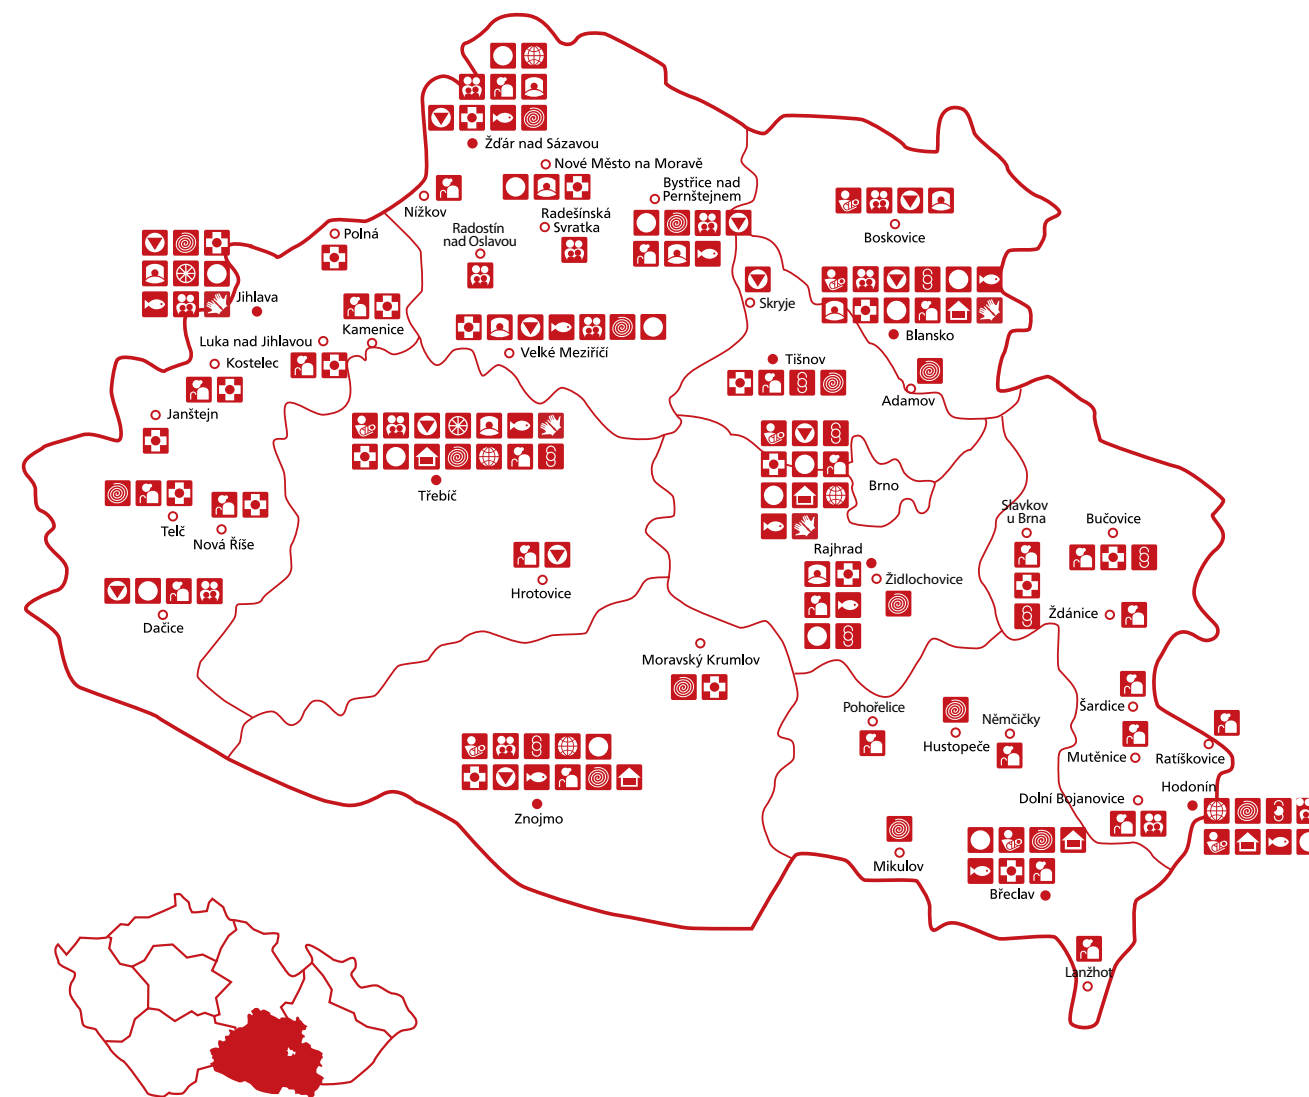 Žďár nad Sázavou
Nové Město na Moravě
Bystřice nad
Pernštejnem
Nížkov
Radešínská
Svratka
Radostín
nad Oslavou
Polná
Boskovice
Jihlava
Skryje
Kamenice
Luka nad Jihlavou
Velké Meziříčí
Blansko
Kostelec
Tišnov
Adamov
Janštejn
Třebíč
Brno
Slavkov
u Brna
Bučovice
Telč
Nová Říše
Rajhrad
Židlochovice
Hrotovice
Dačice
Ždánice
Moravský Krumlov
Pohořelice
Šardice
Němčičky
Hustopeče
Mutěnice
Ratíškovice
Hodonín
Dolní Bojanovice
Znojmo
Mikulov
Břeclav
Lanžhot